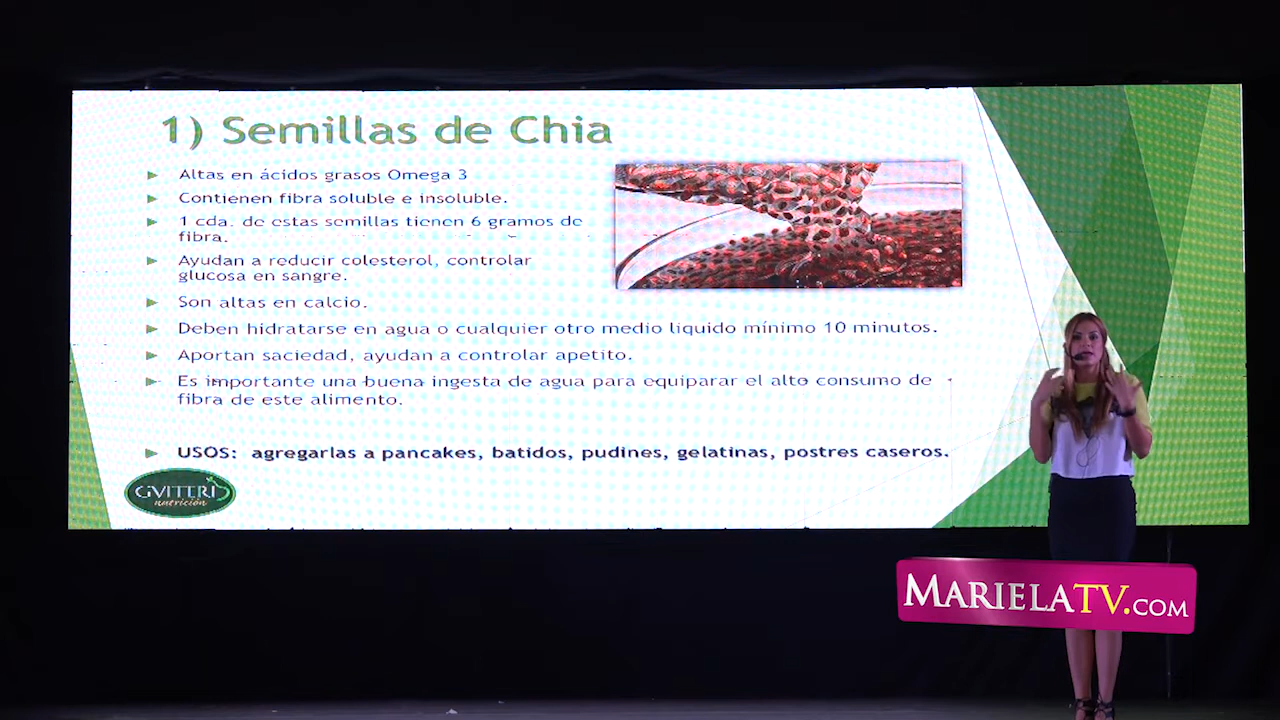 1) Semillas de Chia
Altas en ácidos grasos Omega 3
Contienen fibra soluble e insoluble.
1 cda. de estas semillas tienen 6 gramos de
fibra.
Ayudan a reducir colesterol, controlar
glucosa en sangre.
Son altas en calcio.
Deben hidratarse en agua o cualquier otro medio liquido mínimo 10 minutos.
Aportan saciedad, ayudan a controlar apetito.
Es importante una buena ingesta de agua para equiparar el alto consumo de
fibra de este alimento.
USOS: agregarlas a pancakes, batidos, pudines, gelatinas, postres caseros.
GVITERI
nutrición
MARIELATV.COM